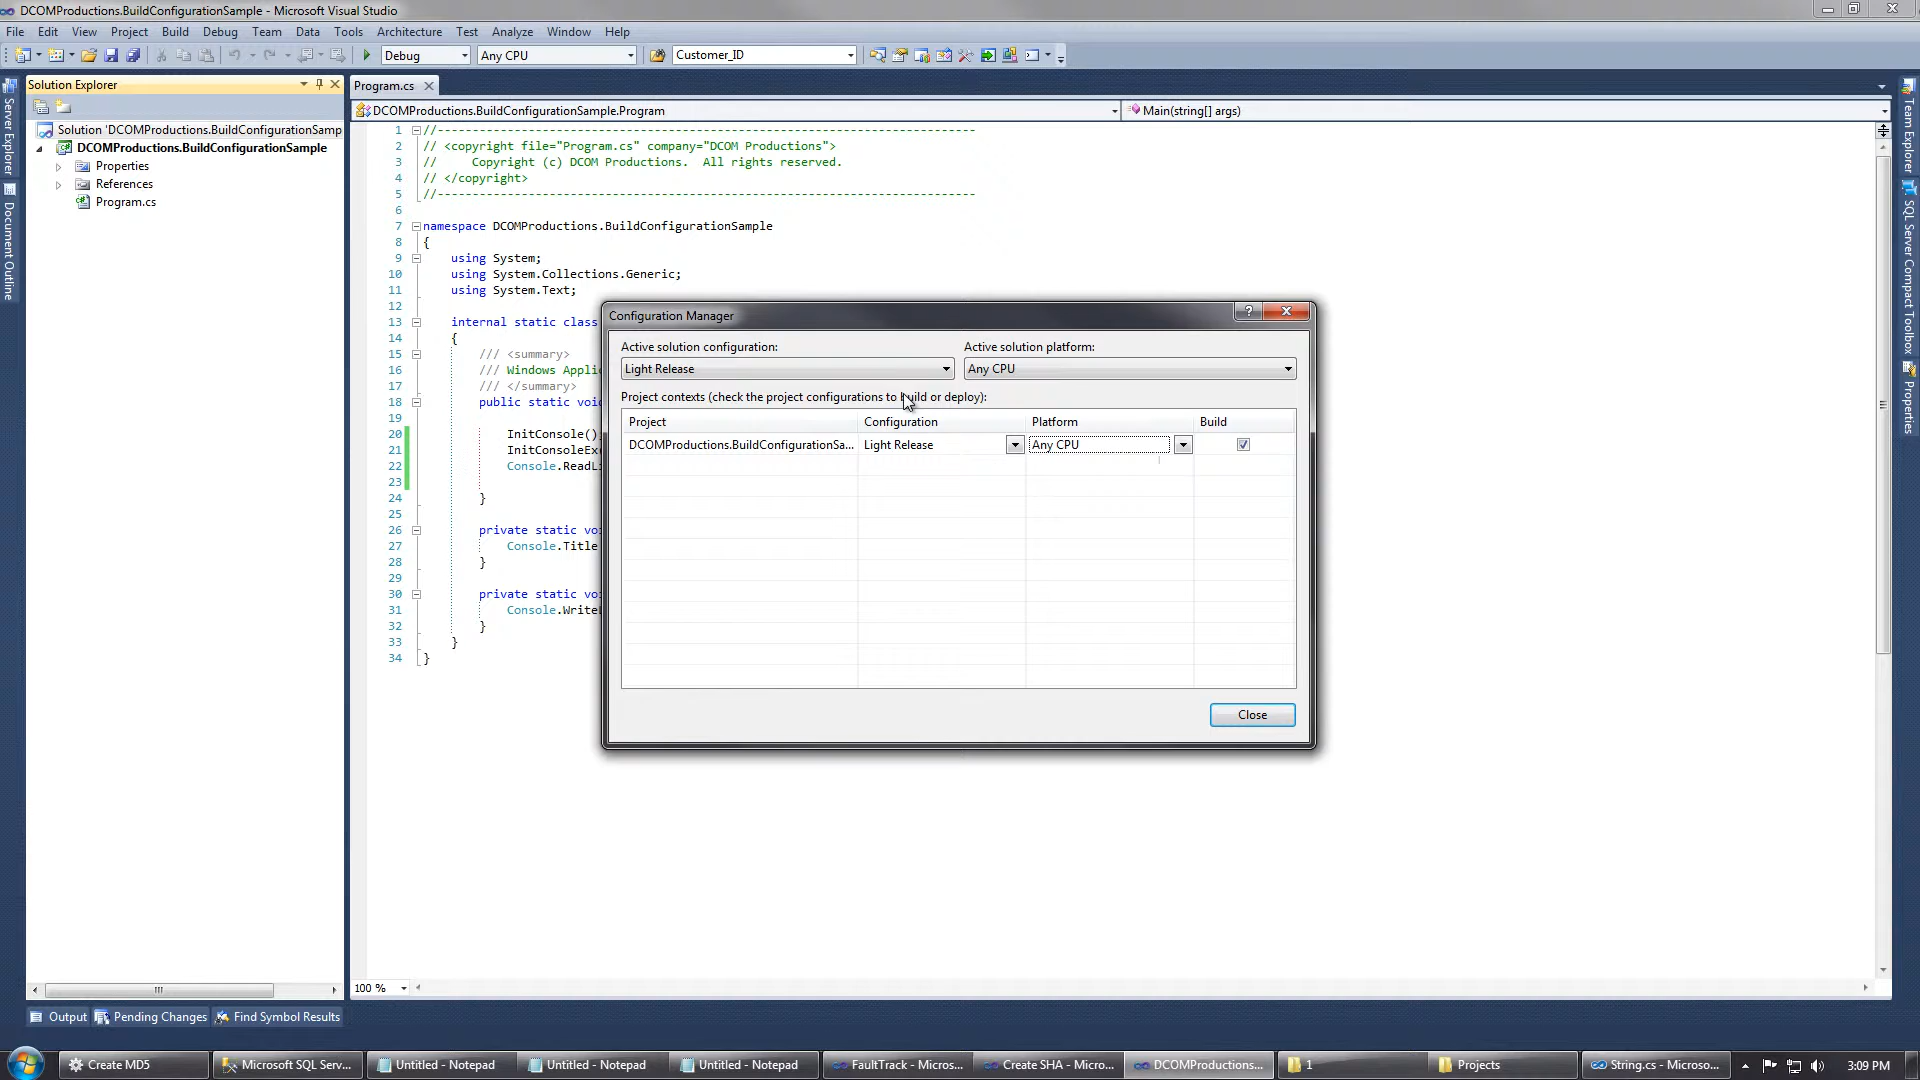 DCOMProductions.BuildConfigurationSample - Microsoft Visual Studio
File Edit View Project Build Debug Team Data Tools Architecture Test Analyze Window Help
Debug Any CPU Customer_ID
Solution Explorer
Program.cs
Server Explorer
Document Outline
Solution 'DCOMProductions.BuildConfigurationSamp
DCOMProductions.BuildConfigurationSample
Properties
References
Program.cs
DCOMProductions.BuildConfigurationSample.Program
Main(string[] args)
1 //------------------------------------------------------------------------------
2 // <copyright file="Program.cs" company="DCOM Productions">
3 //     Copyright (c) DCOM Productions.  All rights reserved.
4 // </copyright>
5 //------------------------------------------------------------------------------
6
7 namespace DCOMProductions.BuildConfigurationSample
8 {
9 using System;
10 using System.Collections.Generic;
11 using System.Text;
12
13 internal static class
14 {
15 /// <summary>
16 /// Windows Appli
17 /// </summary>
18 public static voi
19
20 InitConsole()
21 InitConsoleEx
22 Console.ReadL
23
24 }
25
26 private static vo
27 Console.Title
28 }
29
30 private static vo
31 Console.Write
32 }
33 }
34 }
Configuration Manager
?
Active solution configuration:
Active solution platform:
Light Release
Any CPU
Project contexts (check the project configurations to build or deploy):
Project Configuration Platform Build
DCOMProductions.BuildConfigurationSa... Light Release Any CPU
Close
Team Explorer
SQL Server Compact Toolbox
Properties
100 %
Output Pending Changes Find Symbol Results
Create MD5
Microsoft SQL Serv...
Untitled - Notepad
Untitled - Notepad
Untitled - Notepad
FaultTrack - Micros...
Create SHA - Micro...
DCOMProductions...
1
Projects
String.cs - Microso...
3:09 PM